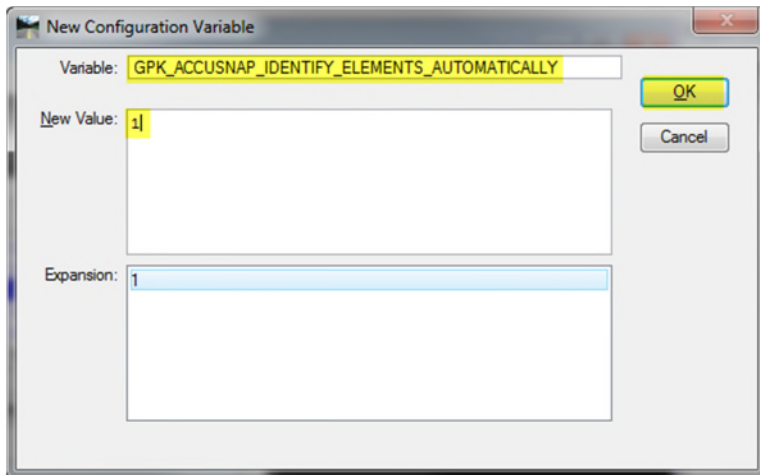 New Configuration Variable
Variable: GPK_ACCUSNAP_IDENTIFY_ELEMENTS_AUTOMATICALLY
OK
New Value: 1
Cancel
Expansion: 1